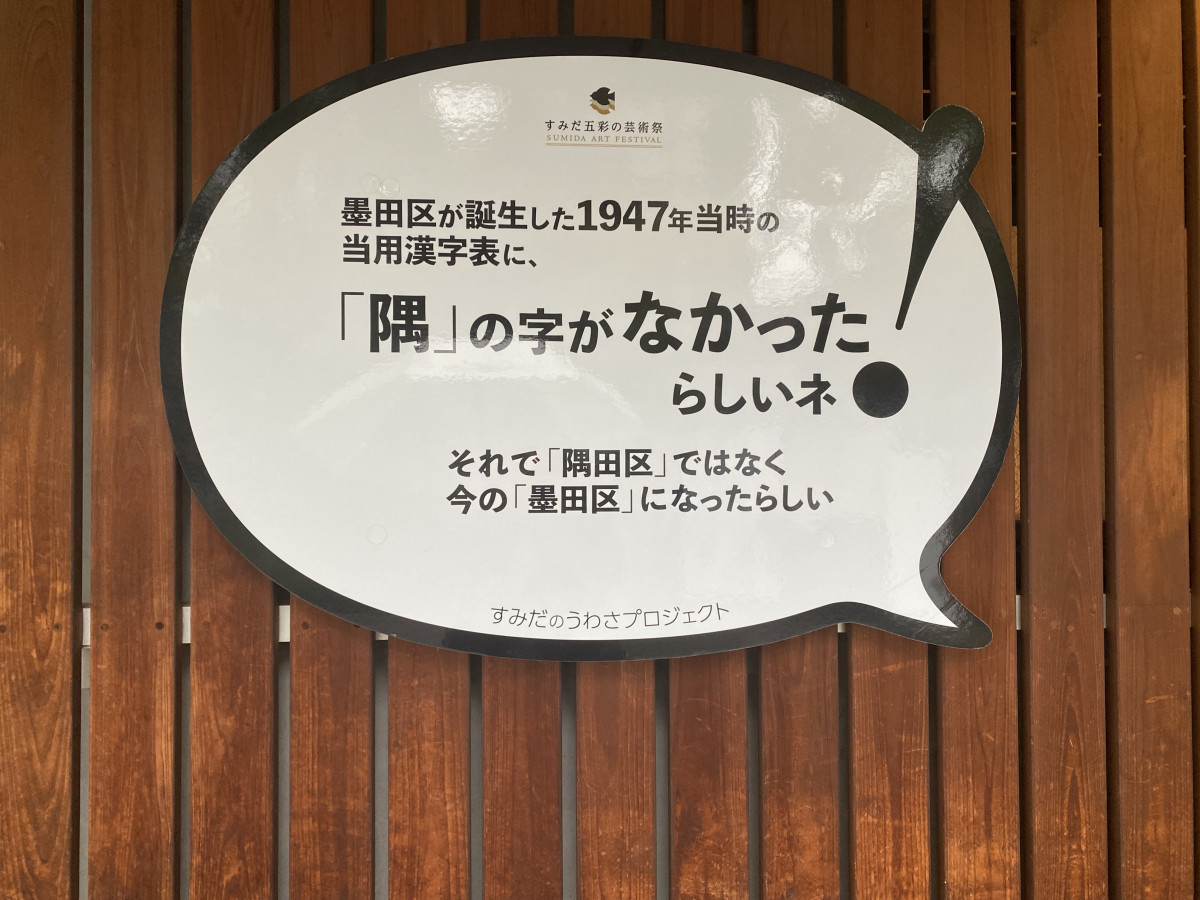 すみだ五彩の芸術祭
SUMIDA ART FESTIVAL
墨田区が誕生した1947年当時の
当用漢字表に、
「隅」の字がなかった
らしいネ!
それで「隅田区」ではなく
今の「墨田区」になったらしい
すみだのうわさプロジェクト